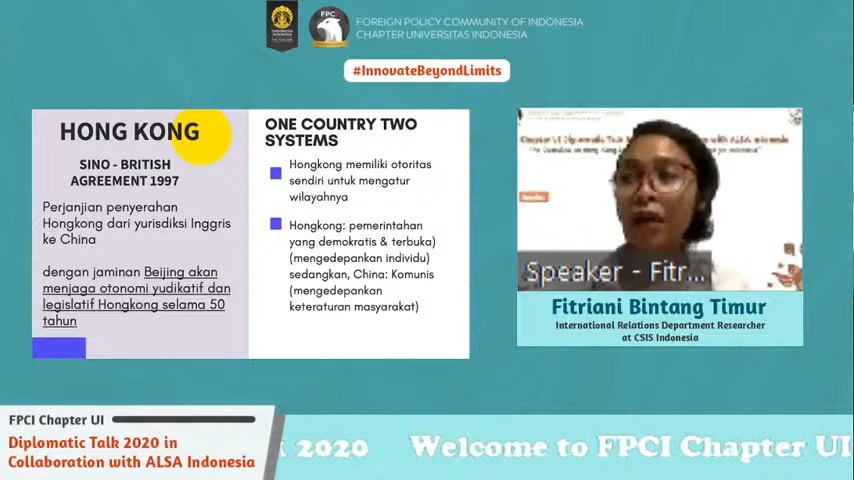 FPCI
FOREIGN POLICY COMMUNITY OF INDONESIA
CHAPTER UNIVERSITAS INDONESIA
#InnovateBeyondLimits
HONG KONG
SINO - BRITISH
AGREEMENT 1997
Perjanjian penyerahan
Hongkong dari yurisdiksi Inggris
ke China
dengan jaminan Beijing akan
menjaga otonomi yudikatif dan
legislatif Hongkong selama 50
tahun
ONE COUNTRY TWO
SYSTEMS
Hongkong memiliki otoritas
sendiri untuk mengatur
wilayahnya
Hongkong: pemerintahan
yang demokratis & terbuka)
(mengedepankan individu)
sedangkan, China: Komunis
(mengedepankan
keteraturan masyarakat)
Speaker - Fitr...
Fitriani Bintang Timur
International Relations Department Researcher
at CSIS Indonesia
FPCI Chapter UI
Diplomatic Talk 2020 in
Collaboration with ALSA Indonesia
2020 Welcome to FPCI Chapter UI